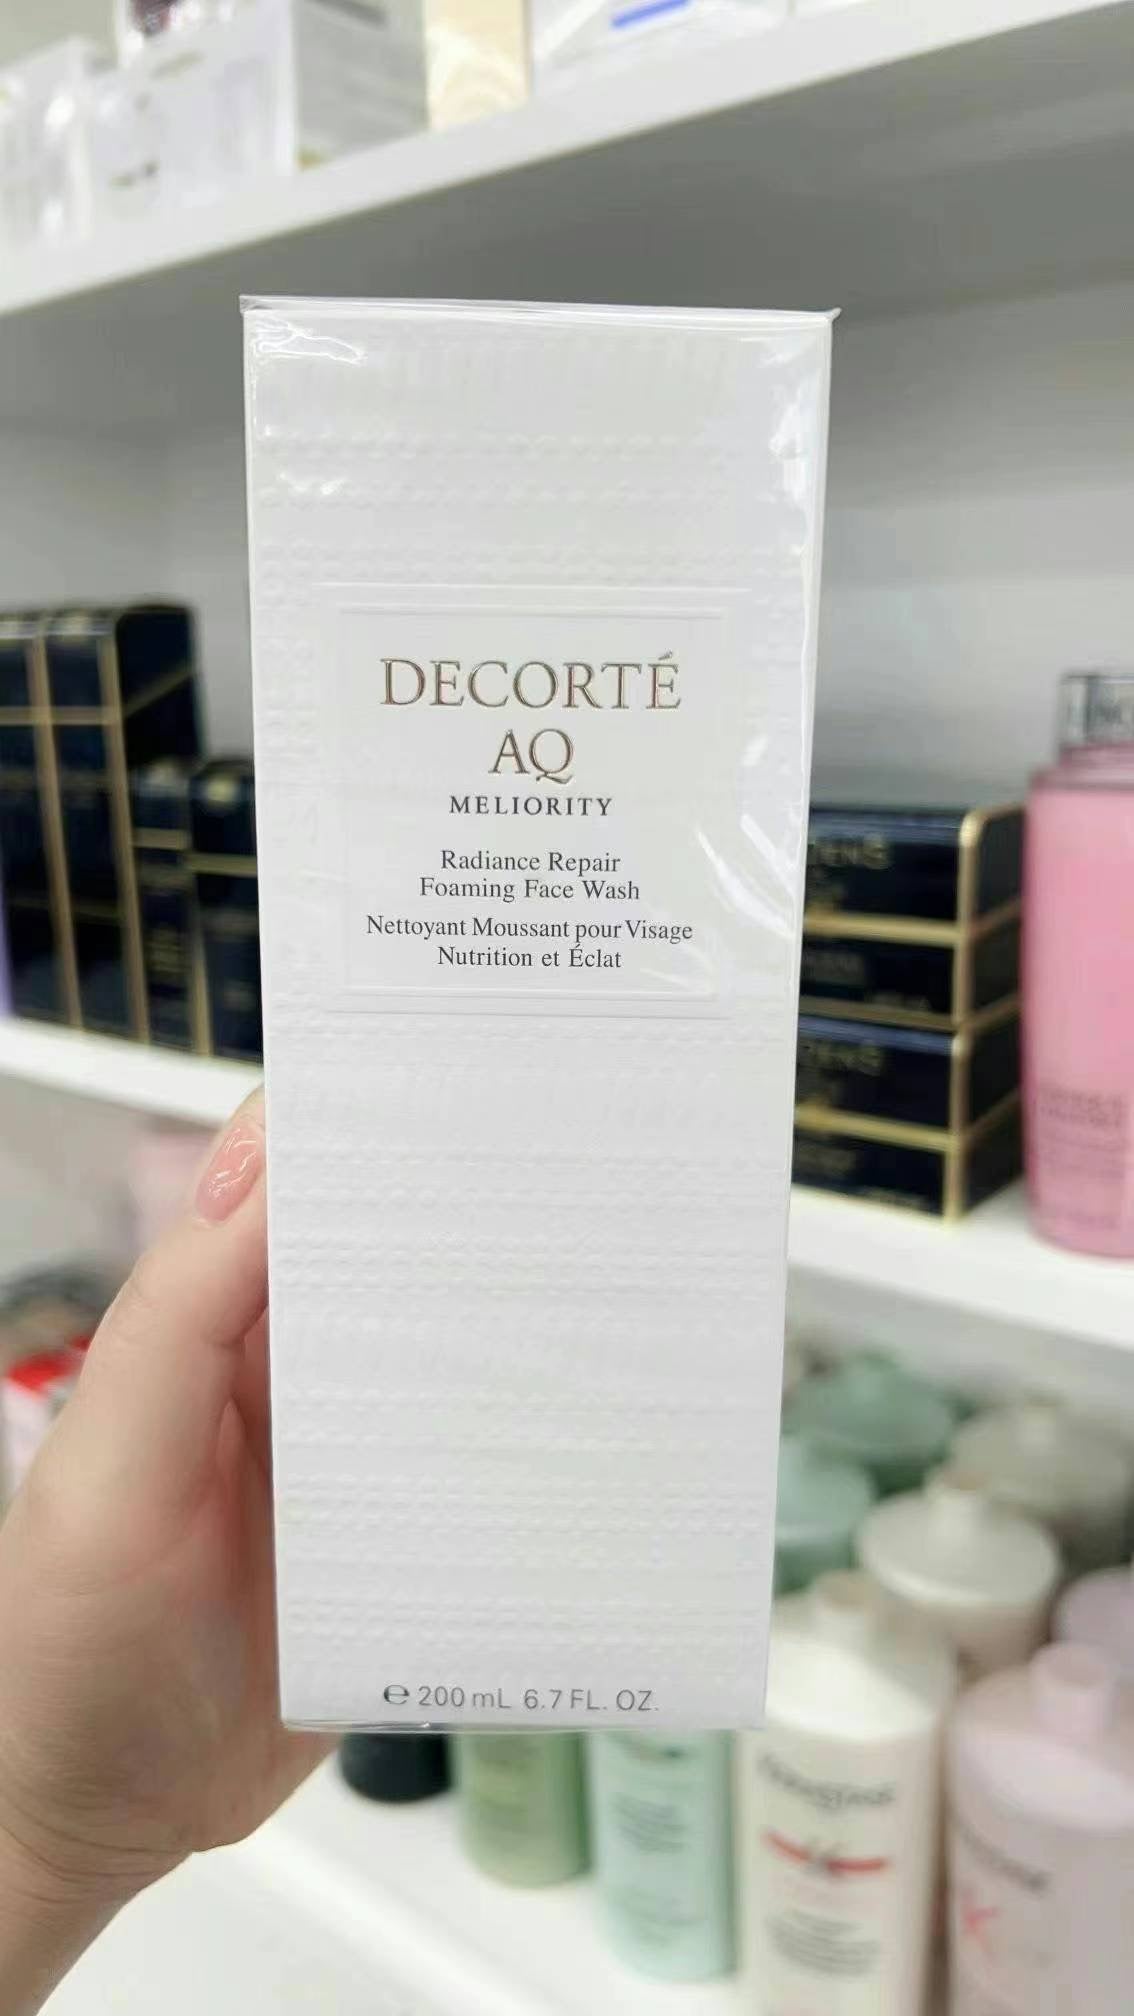 DECORTÉ
AQ
MELIORITY
Radiance Repair
Foaming Face Wash
Nettoyant Moussant pour Visage
Nutrition et Éclat
℮ 200 mL 6.7 FL. OZ.